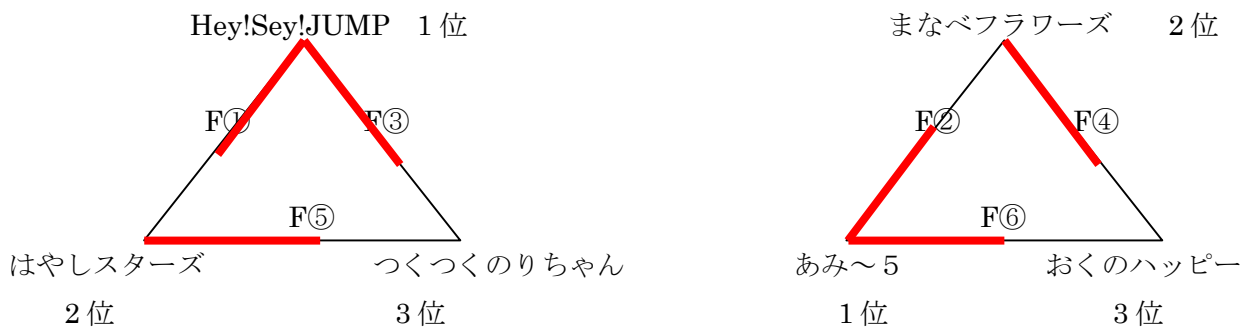 Hey!Sey!JUMP 1位 まなべフラワーズ 2位
F① F③ F② F④
F⑤ F⑥
はやしスターズ つくつくのりちゃん あみ～5 おくのハッピー
2位 3位 1位 3位